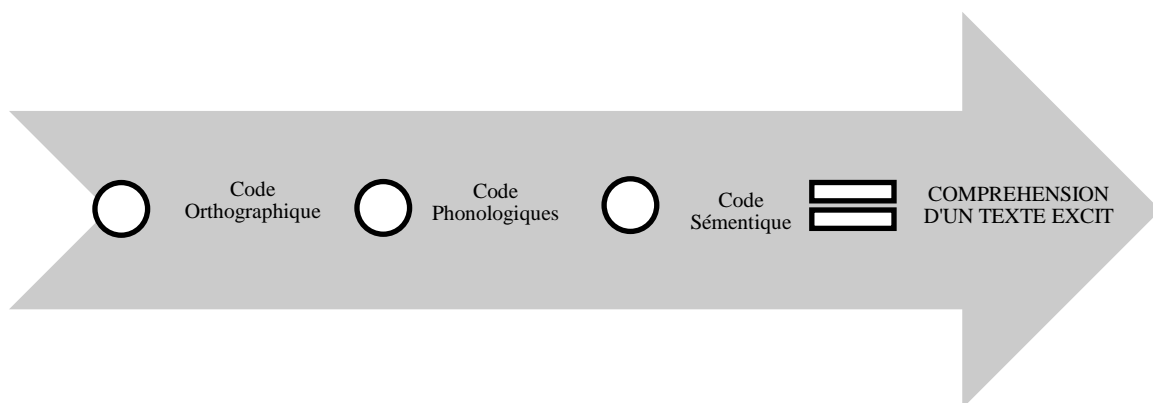 Code
Orthographique
Code
Phonologiques
Code
Sémentique
COMPREHENSION
D'UN TEXTE EXCIT